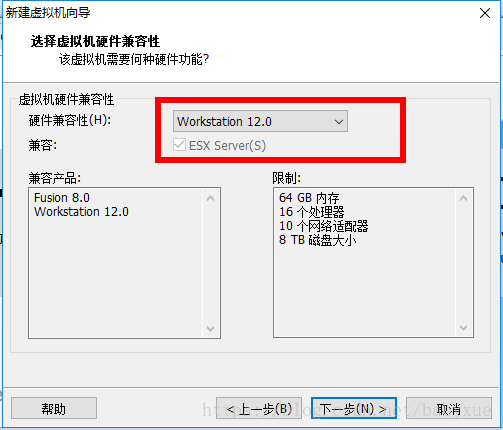 新建虚拟机向导
选择虚拟机硬件兼容性
该虚拟机需要何种硬件功能?
虚拟机硬件兼容性
硬件兼容性(H):
Workstation 12.0
兼容:
ESX Server(S)
兼容产品:
限制:
Fusion 8.0
Workstation 12.0
64 GB 内存
16 个处理器
10 个网络适配器
8 TB 磁盘大小
帮助
< 上一步(B)
下一步(N) >
取消